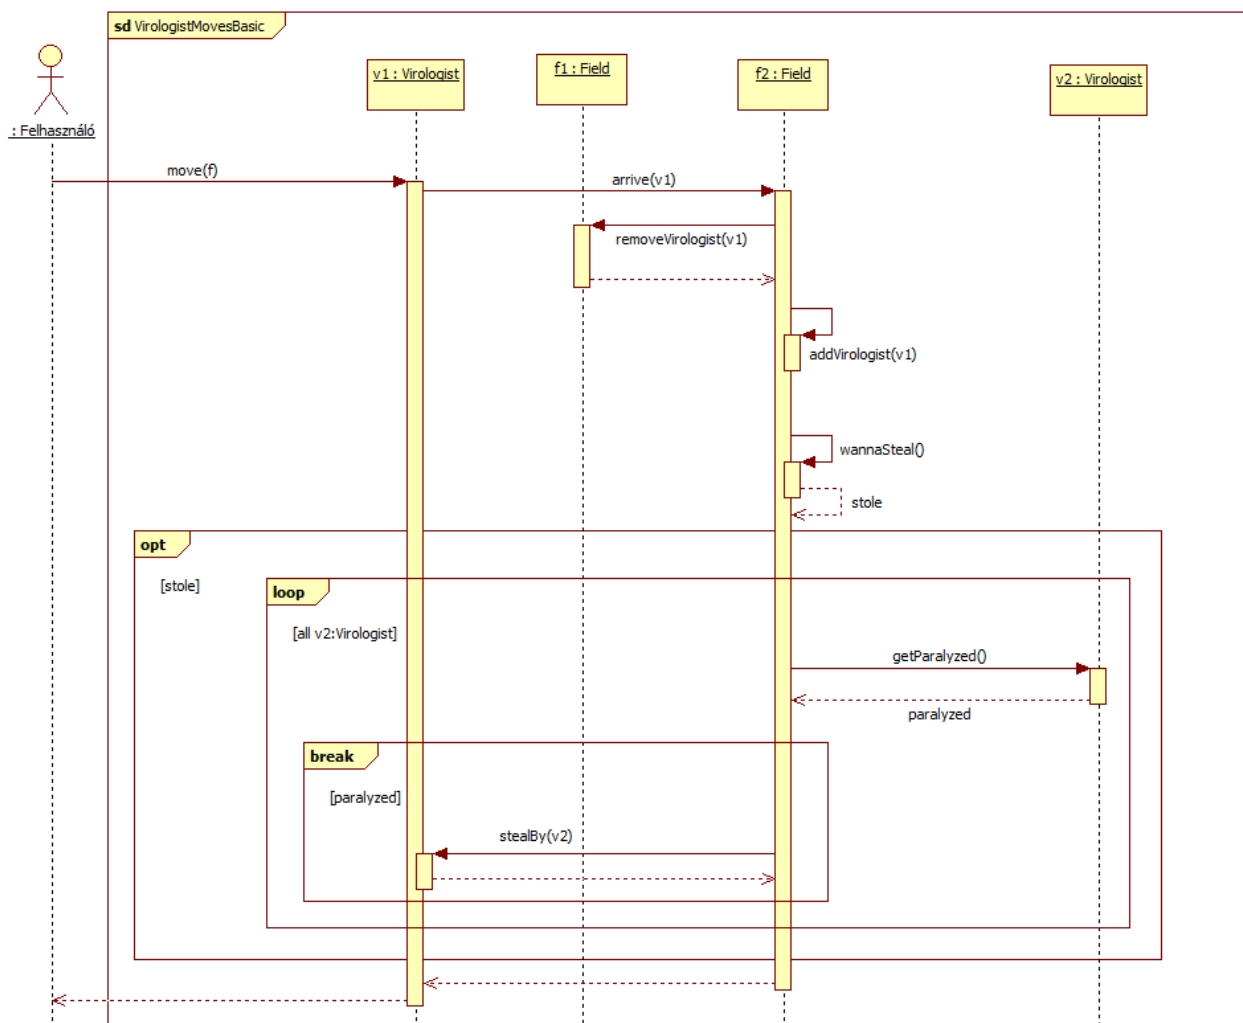 sd VirologistMovesBasic
: Felhasználó
v1 : Virologist
f1 : Field
f2 : Field
v2 : Virologist
move(f)
arrive(v1)
removeVirologist(v1)
addVirologist(v1)
wannaSteal()
stole
opt
[stole]
loop
[all v2:Virologist]
getParalyzed()
paralyzed
break
[paralyzed]
stealBy(v2)